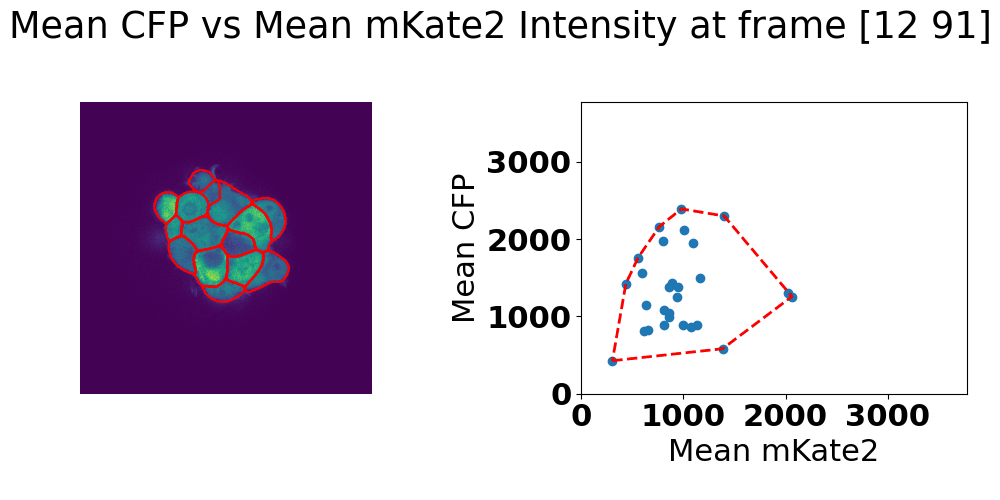 Mean CFP vs Mean mKate2 Intensity at frame [12 91]
3000
2000
1000
0
Mean CFP
0 1000 2000 3000
Mean mKate2